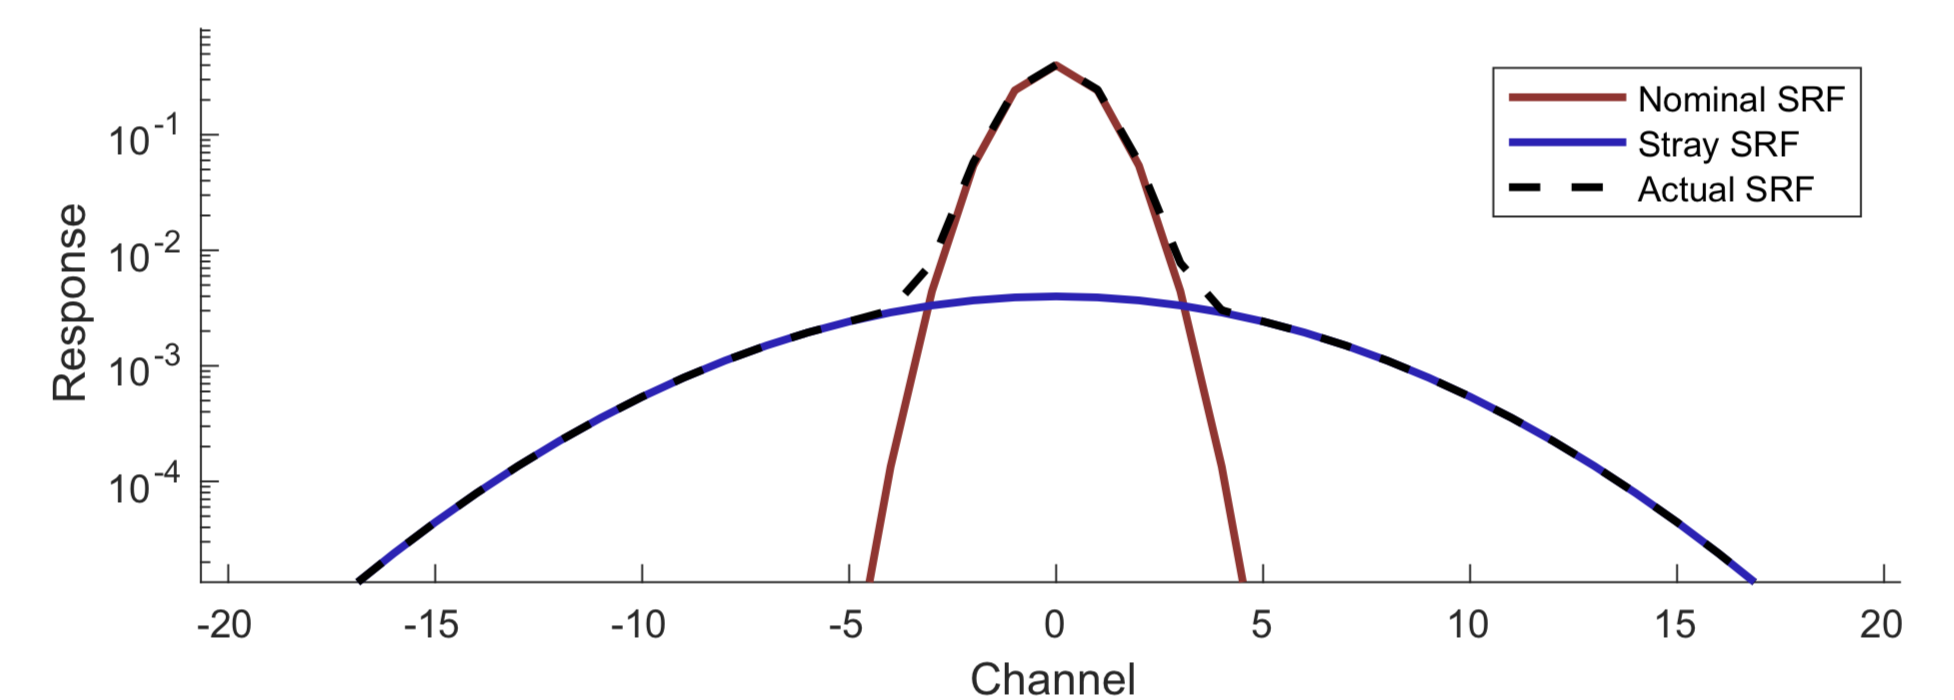 Response
10^-1
10^-2
10^-3
10^-4
Nominal SRF
Stray SRF
Actual SRF
-20 -15 -10 -5 0 5 10 15 20
Channel